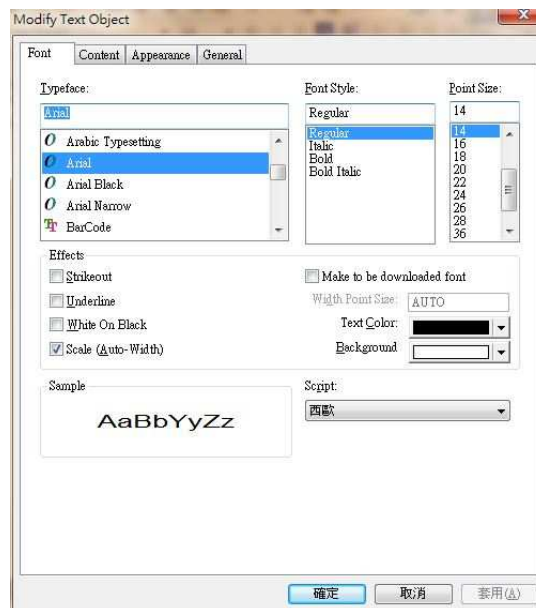 Modify Text Object
Font Content Appearance General
Typeface: Font Style: Point Size:
Arial Regular 14
Arabic Typesetting
Arial
Arial Black
Arial Narrow
BarCode
Regular
Italic
Bold
Bold Italic
14
16
18
20
22
24
26
28
36
Effects
Strikeout
Underline
White On Black
Scale (Auto-Width)
Make to be downloaded font
Width Point Size: AUTO
Text Color:
Background
Sample
AaBbYyZz
Script:
西歐
確定 取消 套用(A)